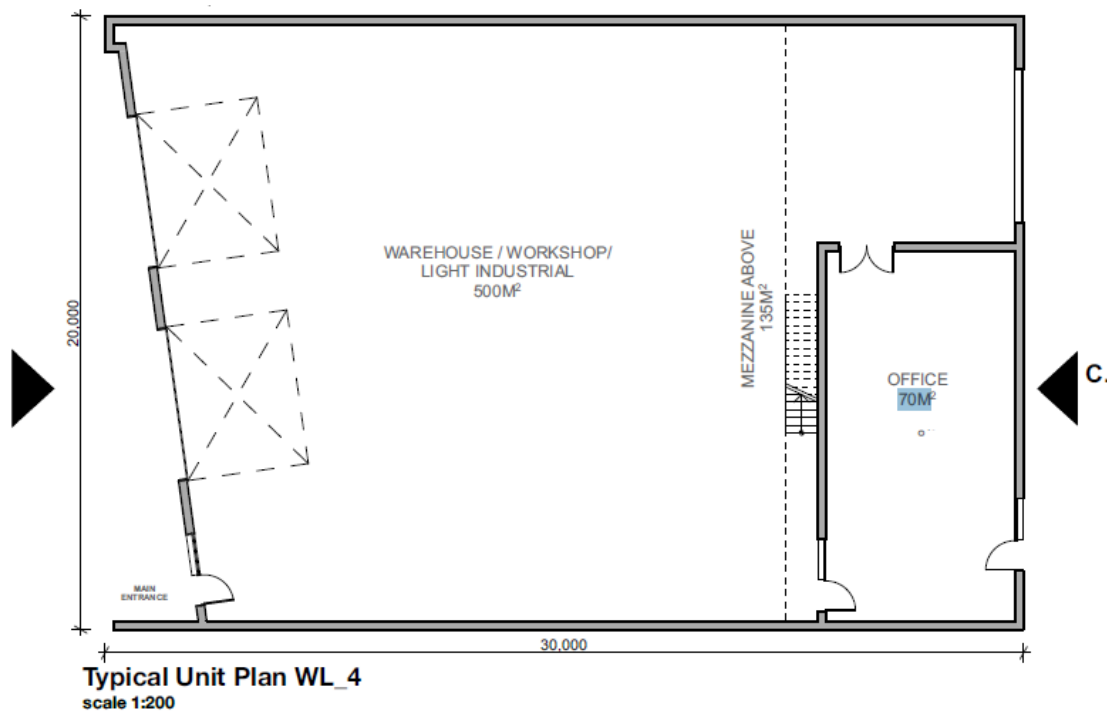 WAREHOUSE / WORKSHOP/
LIGHT INDUSTRIAL
500M²
MEZZANINE ABOVE
135M²
OFFICE
70M²
C.
20.000
MAIN
ENTRANCE
30.000
Typical Unit Plan WL_4
scale 1:200